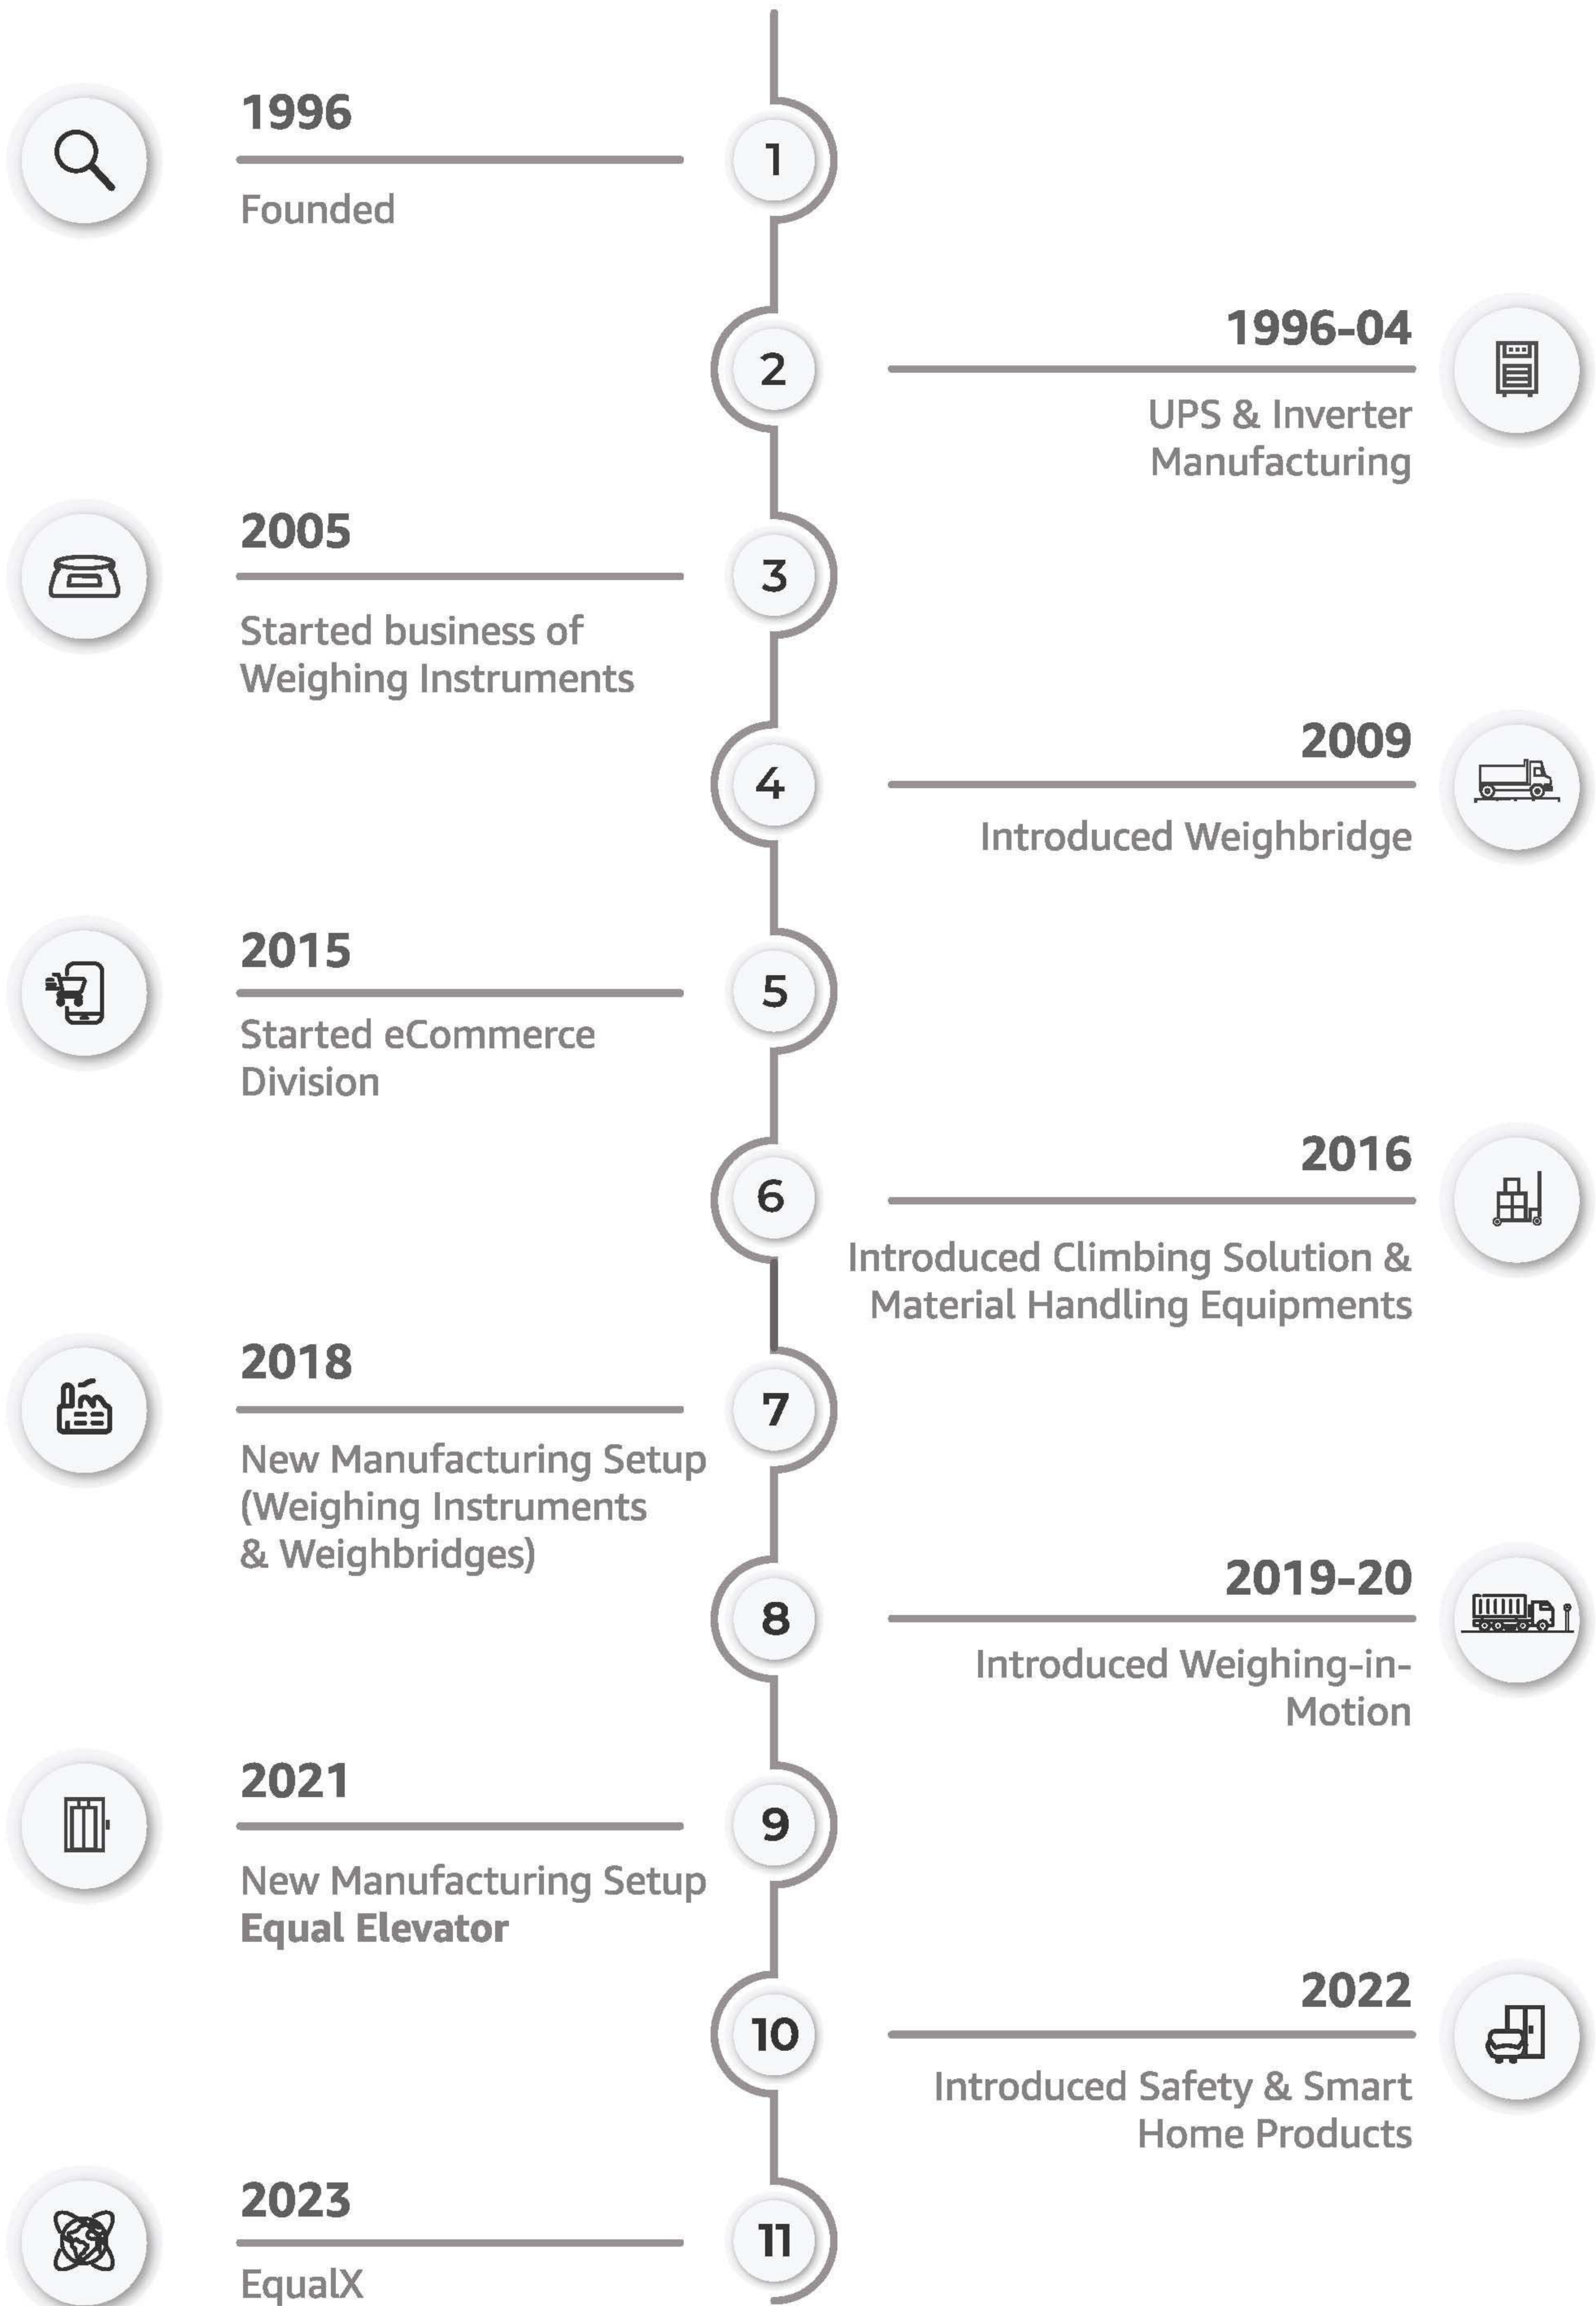 1996
1
Founded
1996-04
2
UPS & Inverter
Manufacturing
2005
3
Started business of
Weighing Instruments
2009
4
Introduced Weighbridge
2015
5
Started eCommerce
Division
2016
6
Introduced Climbing Solution &
Material Handling Equipments
2018
7
New Manufacturing Setup
(Weighing Instruments
& Weighbridges)
2019-20
8
Introduced Weighing-in-
Motion
2021
9
New Manufacturing Setup
Equal Elevator
2022
10
Introduced Safety & Smart
Home Products
2023
11
EqualX